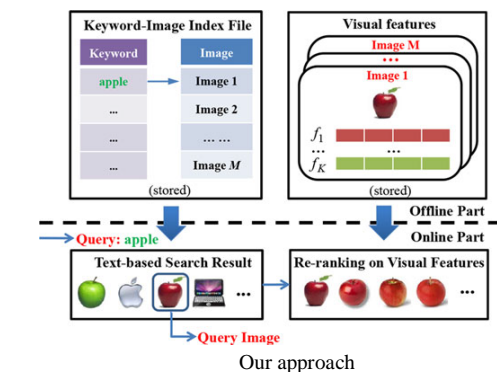 Keyword-Image Index File
Keyword
Image
apple
Image 1
...
Image 2
...
... ...
...
Image M
(stored)
Visual features
Image M
...
Image 1
f1
...
...
fK
(stored)
Offline Part
Online Part
Query: apple
Text-based Search Result
...
Re-ranking on Visual Features
...
Query Image
Our approach